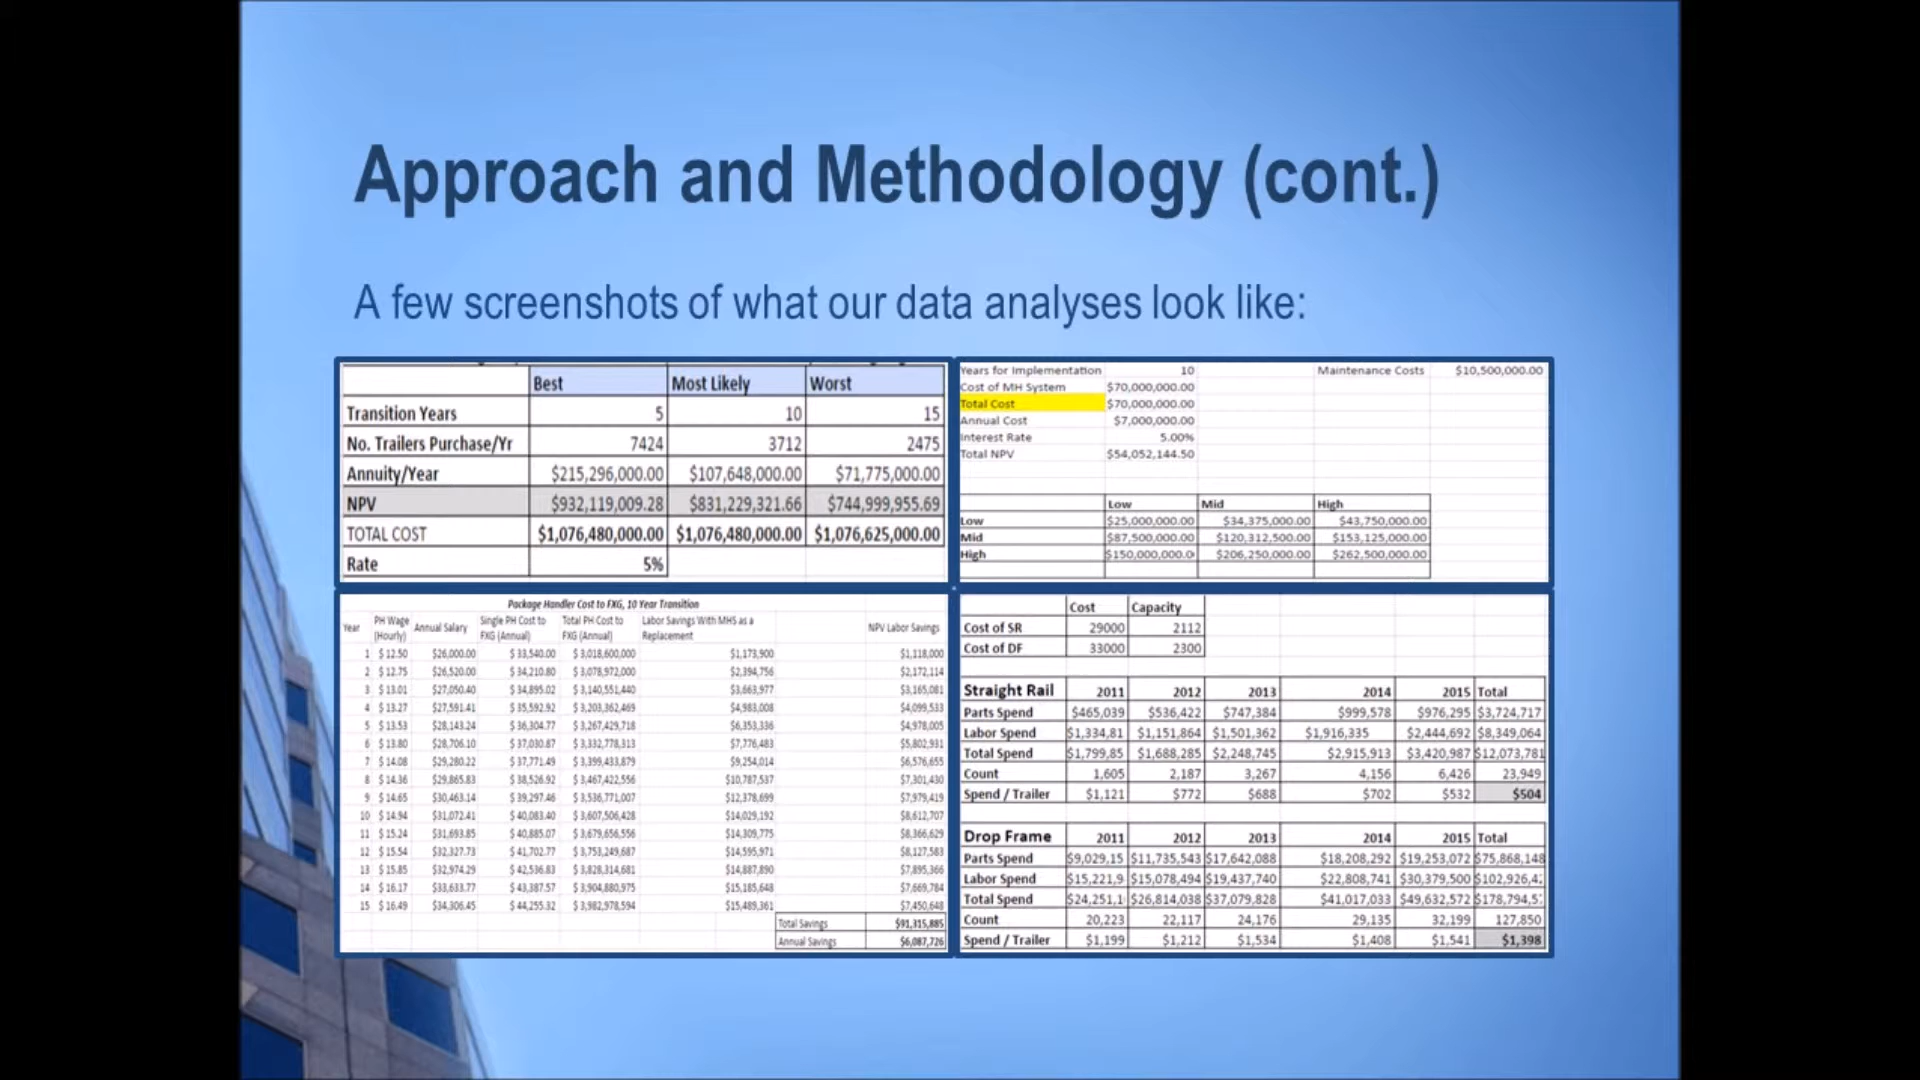 Approach and Methodology (cont.)
A few screenshots of what our data analyses look like:
Best Most Likely Worst
Transition Years 5 10 15
No. Trailers Purchase/Yr 7424 3712 2475
Annuity/Year $215,296,000.00 $107,648,000.00 $71,775,000.00
NPV $932,119,009.28 $831,229,321.66 $744,999,955.69
TOTAL COST $1,076,480,000.00 $1,076,480,000.00 $1,076,625,000.00
Rate 5%
Years for Implementation 10 Maintenance Costs $10,500,000.00
Cost of MH System $70,000,000.00
Total Cost $70,000,000.00
Annual Cost $7,000,000.00
Interest Rate 5.00%
Total NPV $54,052,144.50
Low Mid High
Low $25,000,000.00 $34,375,000.00 $43,750,000.00
Mid $87,500,000.00 $120,312,500.00 $153,125,000.00
High $150,000,000.0 $206,250,000.00 $262,500,000.00
Package Handler Cost to FXG, 10 Year Transition
Year PH Wage (Hourly) Annual Salary Single PH Cost to FXG (Annual) Total PH Cost to FXG (Annual) Labor Savings With MHS as a Replacement NPV Labor Savings
1 $ 12.50 $26,000.00 $ 33,540.00 $ 3,018,600,000 $1,173,900 $1,118,000
2 $ 12.75 $26,520.00 $ 34,210.80 $ 3,078,972,000 $2,394,756 $2,172,114
3 $ 13.01 $27,050.40 $ 34,895.02 $ 3,140,551,440 $3,663,977 $3,165,081
4 $ 13.27 $27,591.41 $ 35,592.92 $ 3,203,362,469 $4,983,008 $4,099,533
5 $ 13.53 $28,143.24 $ 36,304.77 $ 3,267,429,718 $6,353,336 $4,978,005
6 $ 13.80 $28,706.10 $ 37,030.87 $ 3,332,778,313 $7,776,483 $5,802,931
7 $ 14.08 $29,280.22 $ 37,771.49 $ 3,399,433,879 $9,254,014 $6,576,655
8 $ 14.36 $29,865.83 $ 38,526.92 $ 3,467,422,556 $10,787,537 $7,301,430
9 $ 14.65 $30,463.14 $ 39,297.46 $ 3,536,771,007 $12,378,699 $7,979,419
10 $ 14.94 $31,072.41 $ 40,083.40 $ 3,607,506,428 $14,029,192 $8,612,707
11 $ 15.24 $31,693.85 $ 40,885.07 $ 3,679,656,556 $14,309,775 $8,366,629
12 $ 15.54 $32,327.73 $ 41,702.77 $ 3,753,249,687 $14,595,971 $8,127,583
13 $ 15.85 $32,974.29 $ 42,536.83 $ 3,828,314,681 $14,887,890 $7,895,366
14 $ 16.17 $33,633.77 $ 43,387.57 $ 3,904,880,975 $15,185,648 $7,669,784
15 $ 16.49 $34,306.45 $ 44,255.32 $ 3,982,978,594 $15,489,361 $7,450,648
Total Savings $91,315,885
Annual Savings $6,087,726
Cost Capacity
Cost of SR 29000 2112
Cost of DF 33000 2300
Straight Rail 2011 2012 2013 2014 2015 Total
Parts Spend $465,039 $536,422 $747,384 $999,578 $976,295 $3,724,717
Labor Spend $1,334,81 $1,151,864 $1,501,362 $1,916,335 $2,444,692 $8,349,064
Total Spend $1,799,85 $1,688,285 $2,248,745 $2,915,913 $3,420,987 $12,073,781
Count 1,605 2,187 3,267 4,156 6,426 23,949
Spend / Trailer $1,121 $772 $688 $702 $532 $504
Drop Frame 2011 2012 2013 2014 2015 Total
Parts Spend $9,029,15 $11,735,543 $17,642,088 $18,208,292 $19,253,072 $75,868,148
Labor Spend $15,221,9 $15,078,494 $19,437,740 $22,808,741 $30,379,500 $102,926,4
Total Spend $24,251,1 $26,814,038 $37,079,828 $41,017,033 $49,632,572 $178,794,5
Count 20,223 22,117 24,176 29,135 32,199 127,850
Spend / Trailer $1,199 $1,212 $1,534 $1,408 $1,541 $1,398